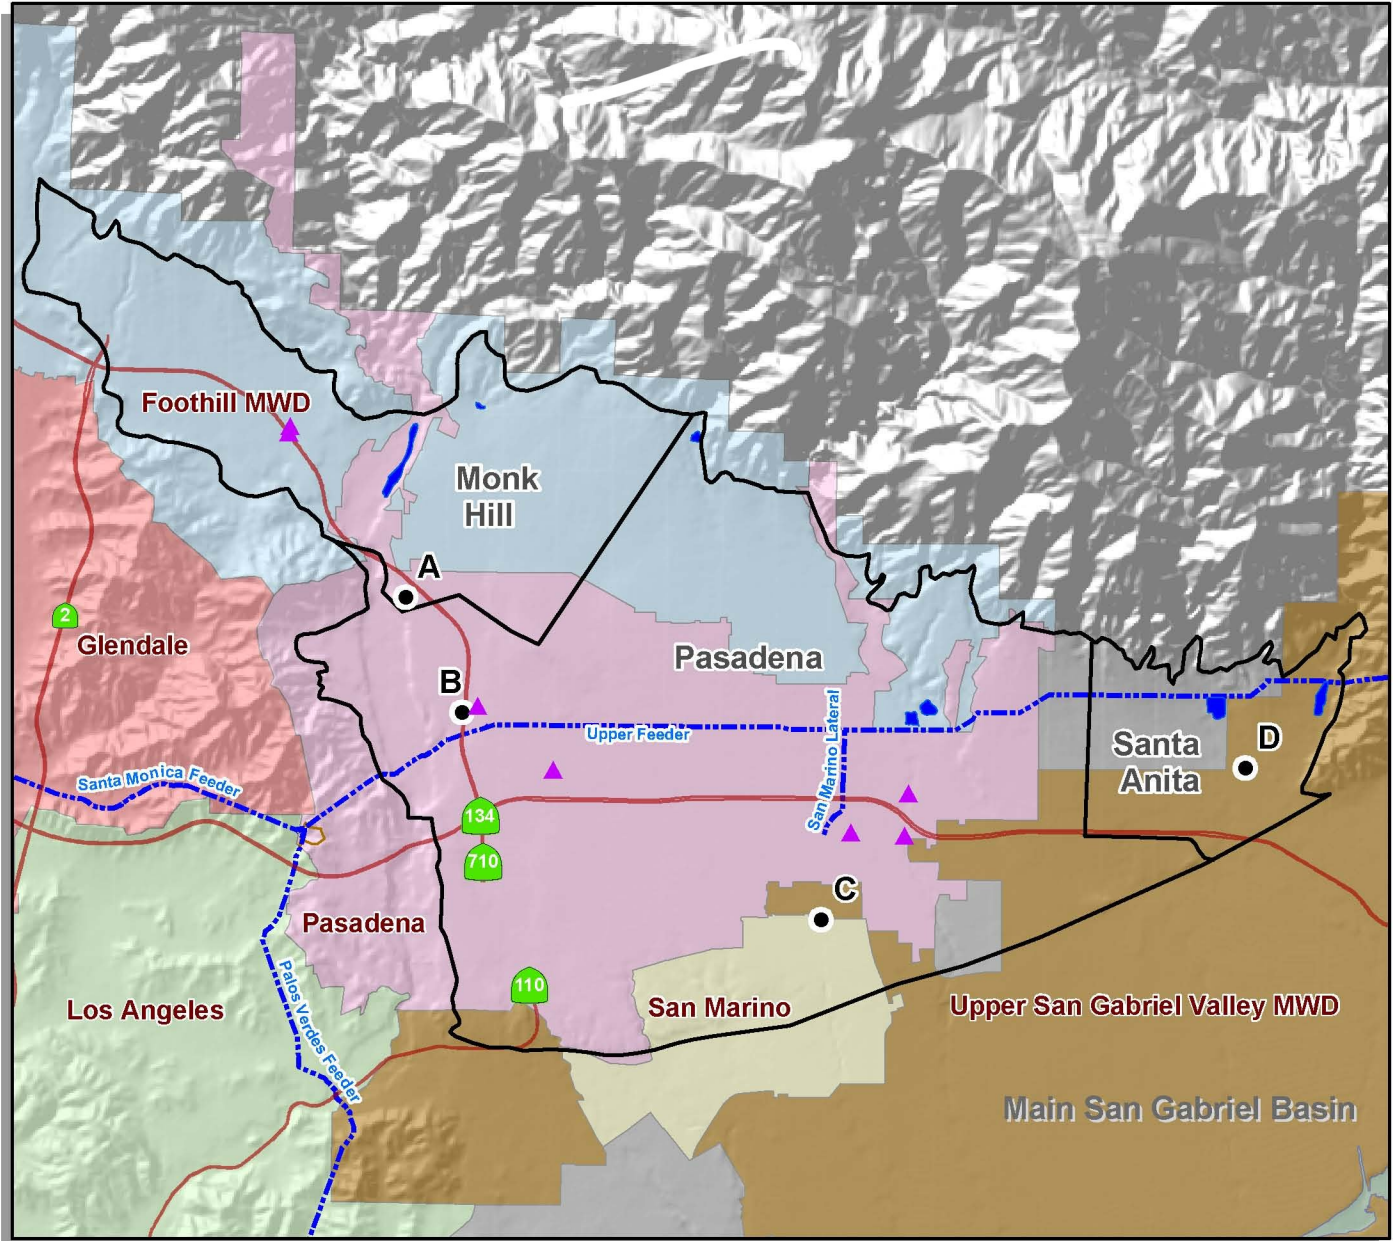 Foothill MWD
Monk
Hill
A
2
Glendale
Pasadena
B
Upper Feeder
San Marino Lateral
Santa
Anita
D
Santa Monica Feeder
134
710
C
Pasadena
110
San Marino
Upper San Gabriel Valley MWD
Los Angeles
Palos Verdes Feeder
Main San Gabriel Basin